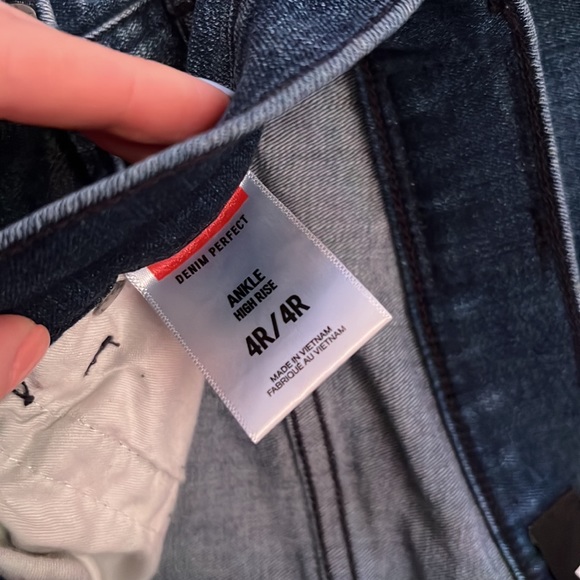 DENIM PERFECT
ANKLE
HIGH RISE
4R/4R
MADE IN VIETNAM
FABRIQUÉ AU VIETNAM